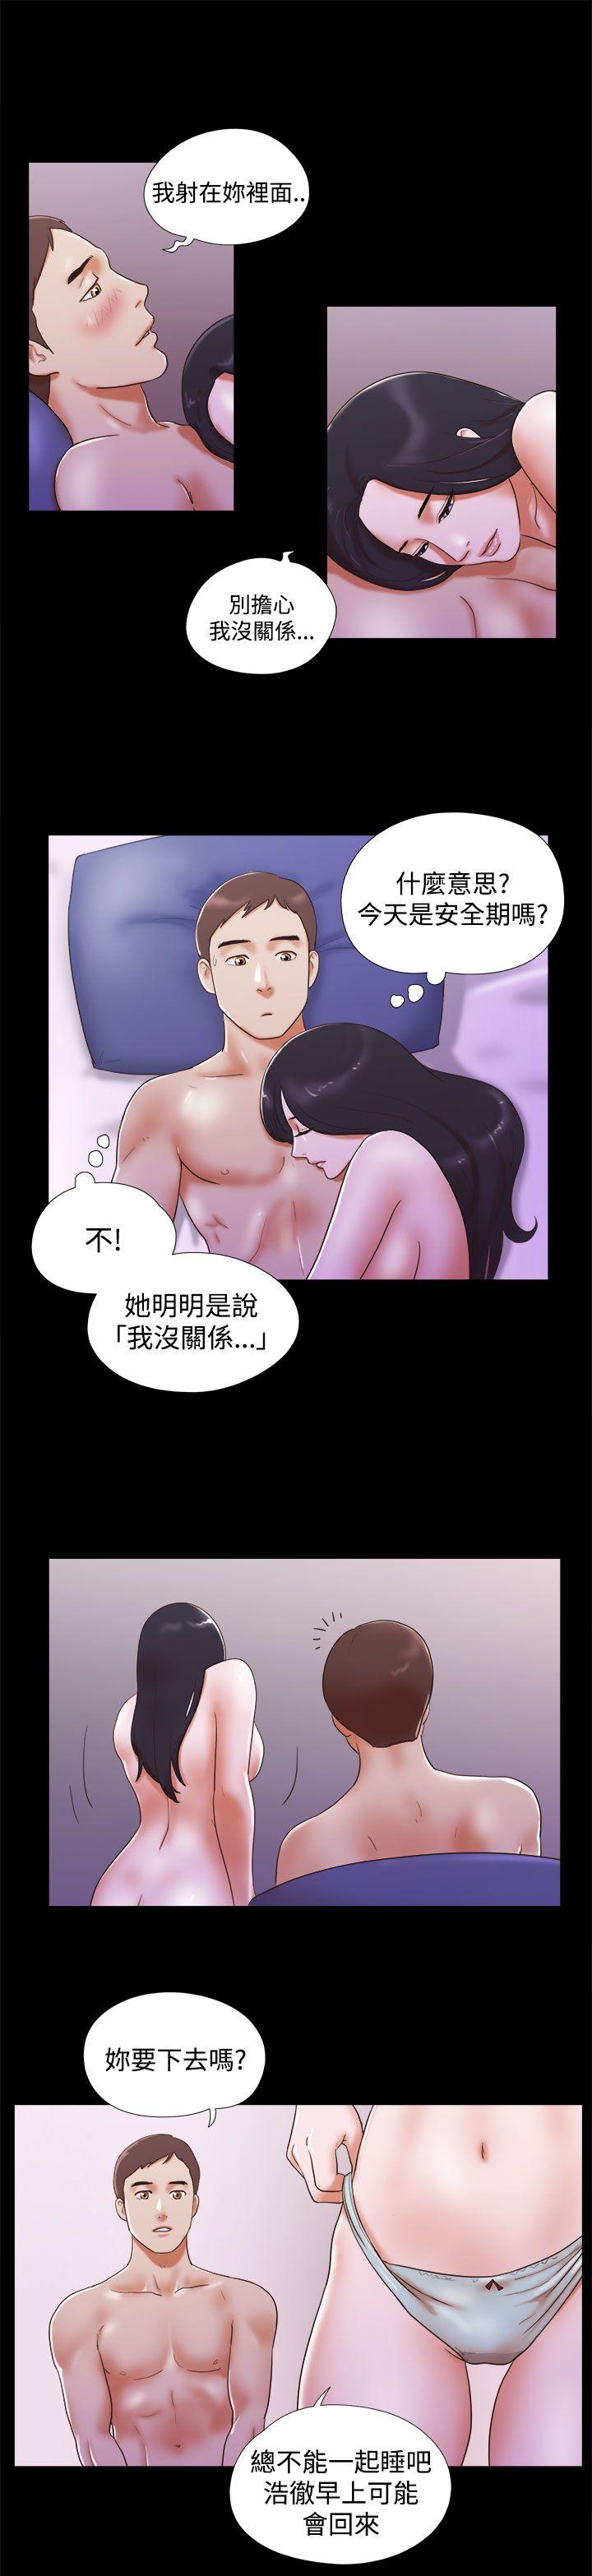 我射在妳裡面..
別擔心
我沒關係...
什麼意思?
今天是安全期嗎?
不!
她明明是說
「我沒關係...」
妳要下去嗎?
總不能一起睡吧
浩徹早上可能
會回來